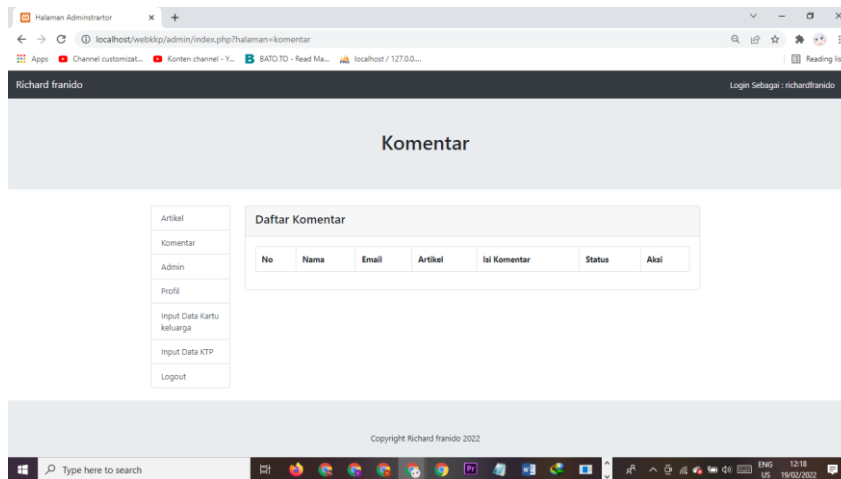 Halaman Adminstrartor
localhost/webkkp/admin/index.php?halaman=komentar
Apps Channel customizat... Konten channel - Y... BATO.TO - Read Ma... localhost / 127.0.0.... Reading lis
Richard franido Login Sebagai : richardfranido
Komentar
Artikel
Komentar
Admin
Profil
Input Data Kartu
keluarga
Input Data KTP
Logout
Daftar Komentar
No Nama Email Artikel Isi Komentar Status Aksi
Copyright Richard franido 2022
Type here to search
ENG 12:18
US 19/02/2022